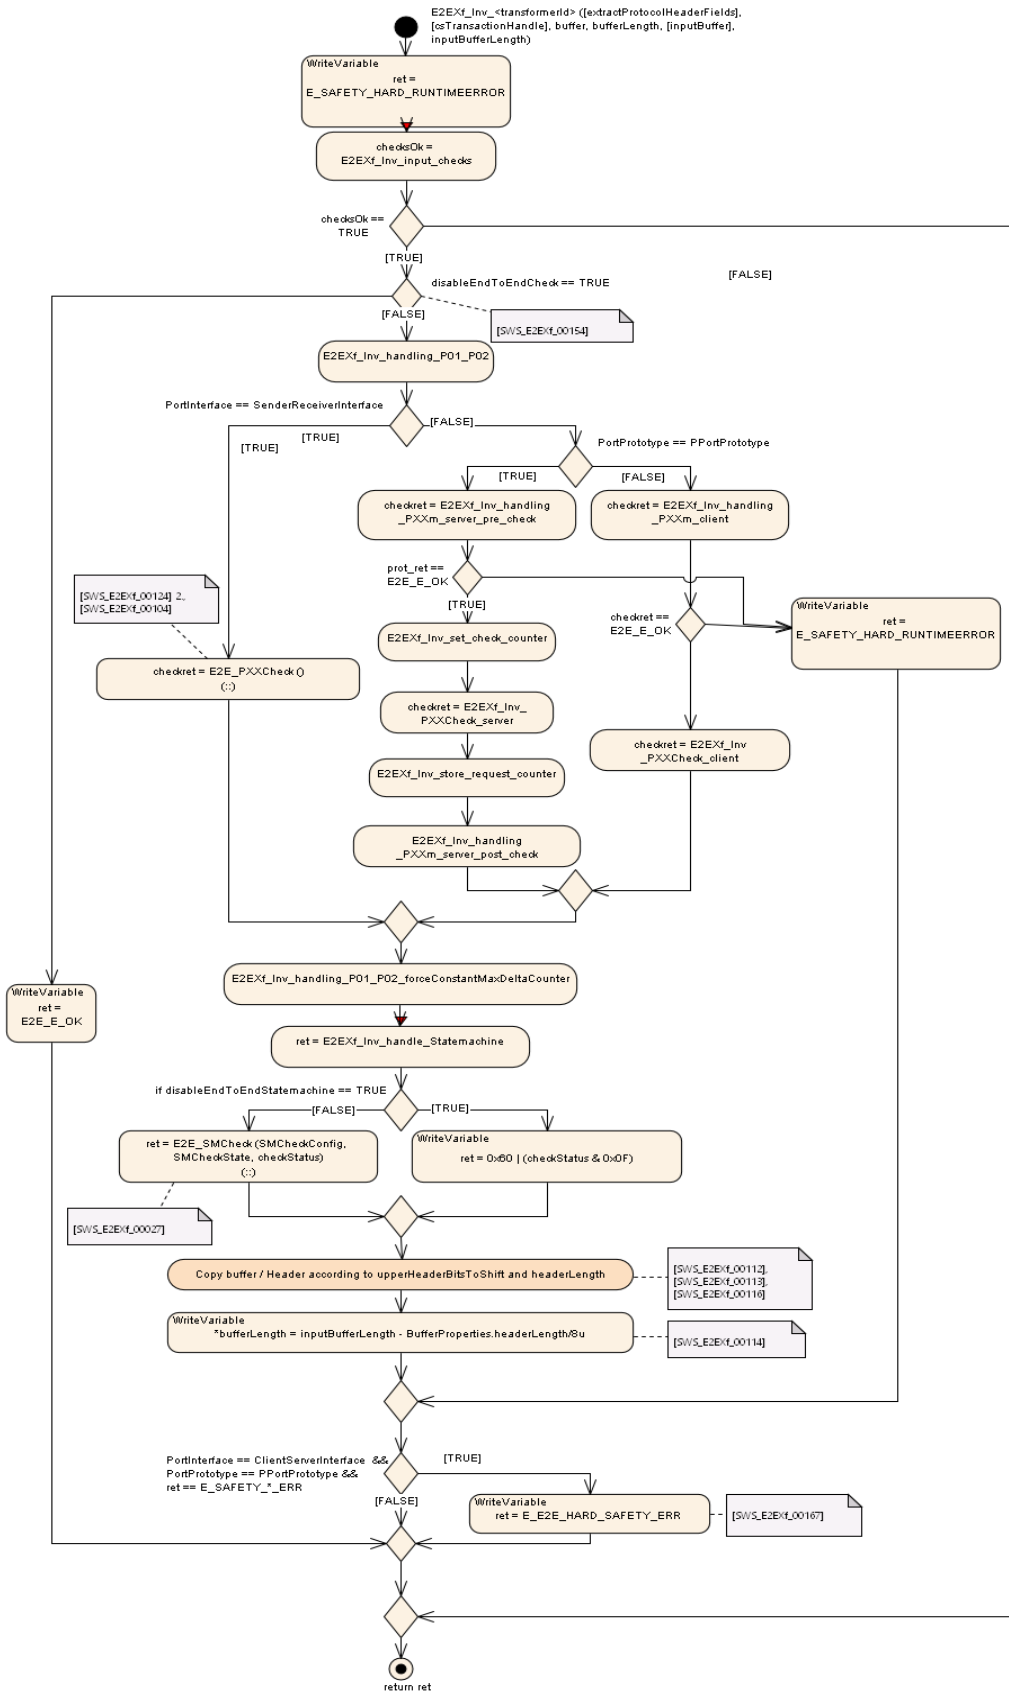 E2EXf_Inv_<transformerId> ([extractProtocolHeaderFields],
[csTransactionHandle], buffer, bufferLength, [inputBuffer],
inputBufferLength)
WriteVariable
ret =
E_SAFETY_HARD_RUNTIMEERROR
checksOk =
E2EXf_Inv_input_checks
checksOk ==
TRUE
[TRUE]
[FALSE]
disableEndToEndCheck == TRUE
[FALSE]
[SWS_E2EXf_00154]
E2EXf_Inv_handling_P01_P02
PortInterface == SenderReceiverInterface
[FALSE]
[TRUE]
[TRUE]
PortPrototype == PPortPrototype
[TRUE]
[FALSE]
checkret = E2EXf_Inv_handling
_PXXm_server_pre_check
checkret = E2EXf_Inv_handling
_PXXm_client
prot_ret ==
E2E_E_OK
[TRUE]
[SWS_E2EXf_00124] 2.,
[SWS_E2EXf_00104]
checkret ==
E2E_E_OK
WriteVariable
ret =
E_SAFETY_HARD_RUNTIMEERROR
E2EXf_Inv_set_check_counter
checkret = E2E_PXXCheck()
(::)
checkret = E2EXf_Inv_
PXXCheck_server
checkret = E2EXf_Inv
_PXXCheck_client
E2EXf_Inv_store_request_counter
E2EXf_Inv_handling
_PXXm_server_post_check
E2EXf_Inv_handling_P01_P02_forceConstantMaxDeltaCounter
WriteVariable
ret =
E2E_E_OK
ret = E2EXf_Inv_handle_Statemachine
if disableEndToEndStatemachine == TRUE
[FALSE]
[TRUE]
ret = E2E_SMCheck(SMCheckConfig,
SMCheckState, checkStatus)
(::)
WriteVariable
ret = 0x60 | (checkStatus & 0x0F)
[SWS_E2EXf_00027]
Copy buffer / Header according to upperHeaderBitsToShift and headerLength
[SWS_E2EXf_00112],
[SWS_E2EXf_00113],
[SWS_E2EXf_00116]
WriteVariable
*bufferLength = inputBufferLength - BufferProperties.headerLength/8u
[SWS_E2EXf_00114]
PortInterface == ClientServerInterface &&
PortPrototype == PPortPrototype &&
ret == E_SAFETY_*_ERR
[TRUE]
[FALSE]
WriteVariable
ret = E_E2E_HARD_SAFETY_ERR
[SWS_E2EXf_00167]
return ret